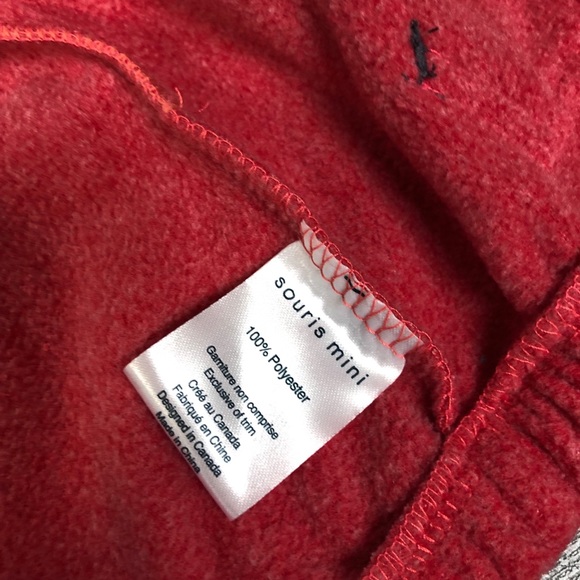 souris mini
100% Polyester
Garniture non comprise
Exclusive of trim
Créé au Canada
Fabriqué en Chine
Designed in Canada
Made in China